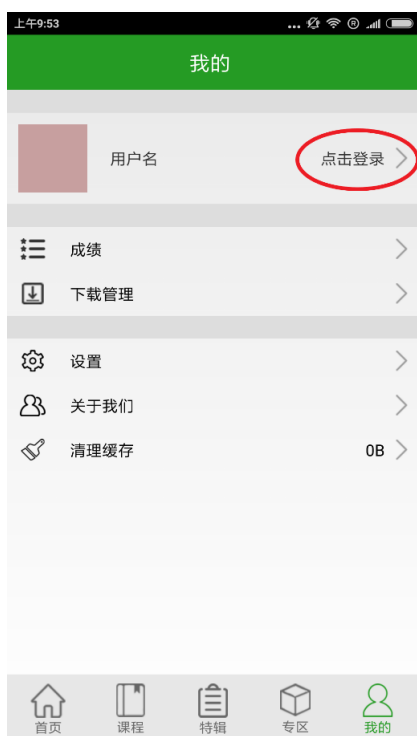 上午9:53 ... ®
我的
用户名 点击登录
成绩
下载管理
设置
关于我们
清理缓存 0B
首页 课程 特辑 专区 我的